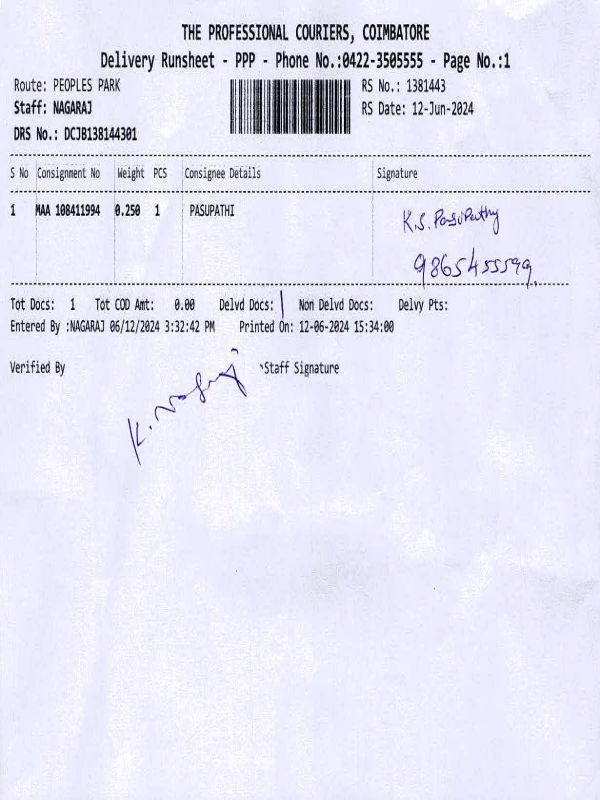 THE PROFESSIONAL COURIERS, COIMBATORE
Delivery Runsheet - PPP - Phone No.:0422-3505555 - Page No.:1
Route: PEOPLES PARK RS No.: 1381443
Staff: NAGARAJ RS Date: 12-Jun-2024
DRS No.: DCJB138144301
S No Consignment No Weight PCS Consignee Details Signature
1 MAA 108411994 0.250 1 PASUPATHI K.S. Pasupathy
9865455599
Tot Docs: 1 Tot COD Amt: 0.00 Delvd Docs: 1 Non Delvd Docs: Delvy Pts:
Entered By :NAGARAJ 06/12/2024 3:32:42 PM Printed On: 12-06-2024 15:34:00
Verified By Staff Signature
K. Nagaraj